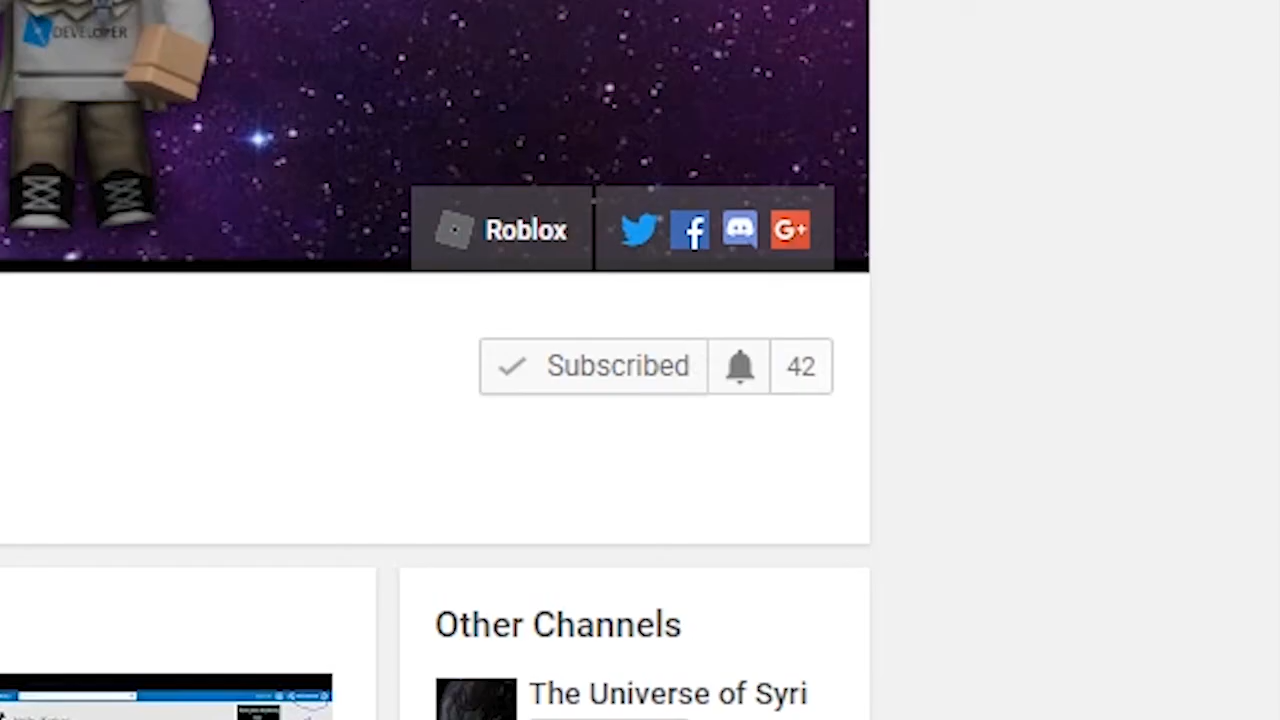 DEVELOPER
Roblox
G+
Subscribed
42
Other Channels
The Universe of Syri